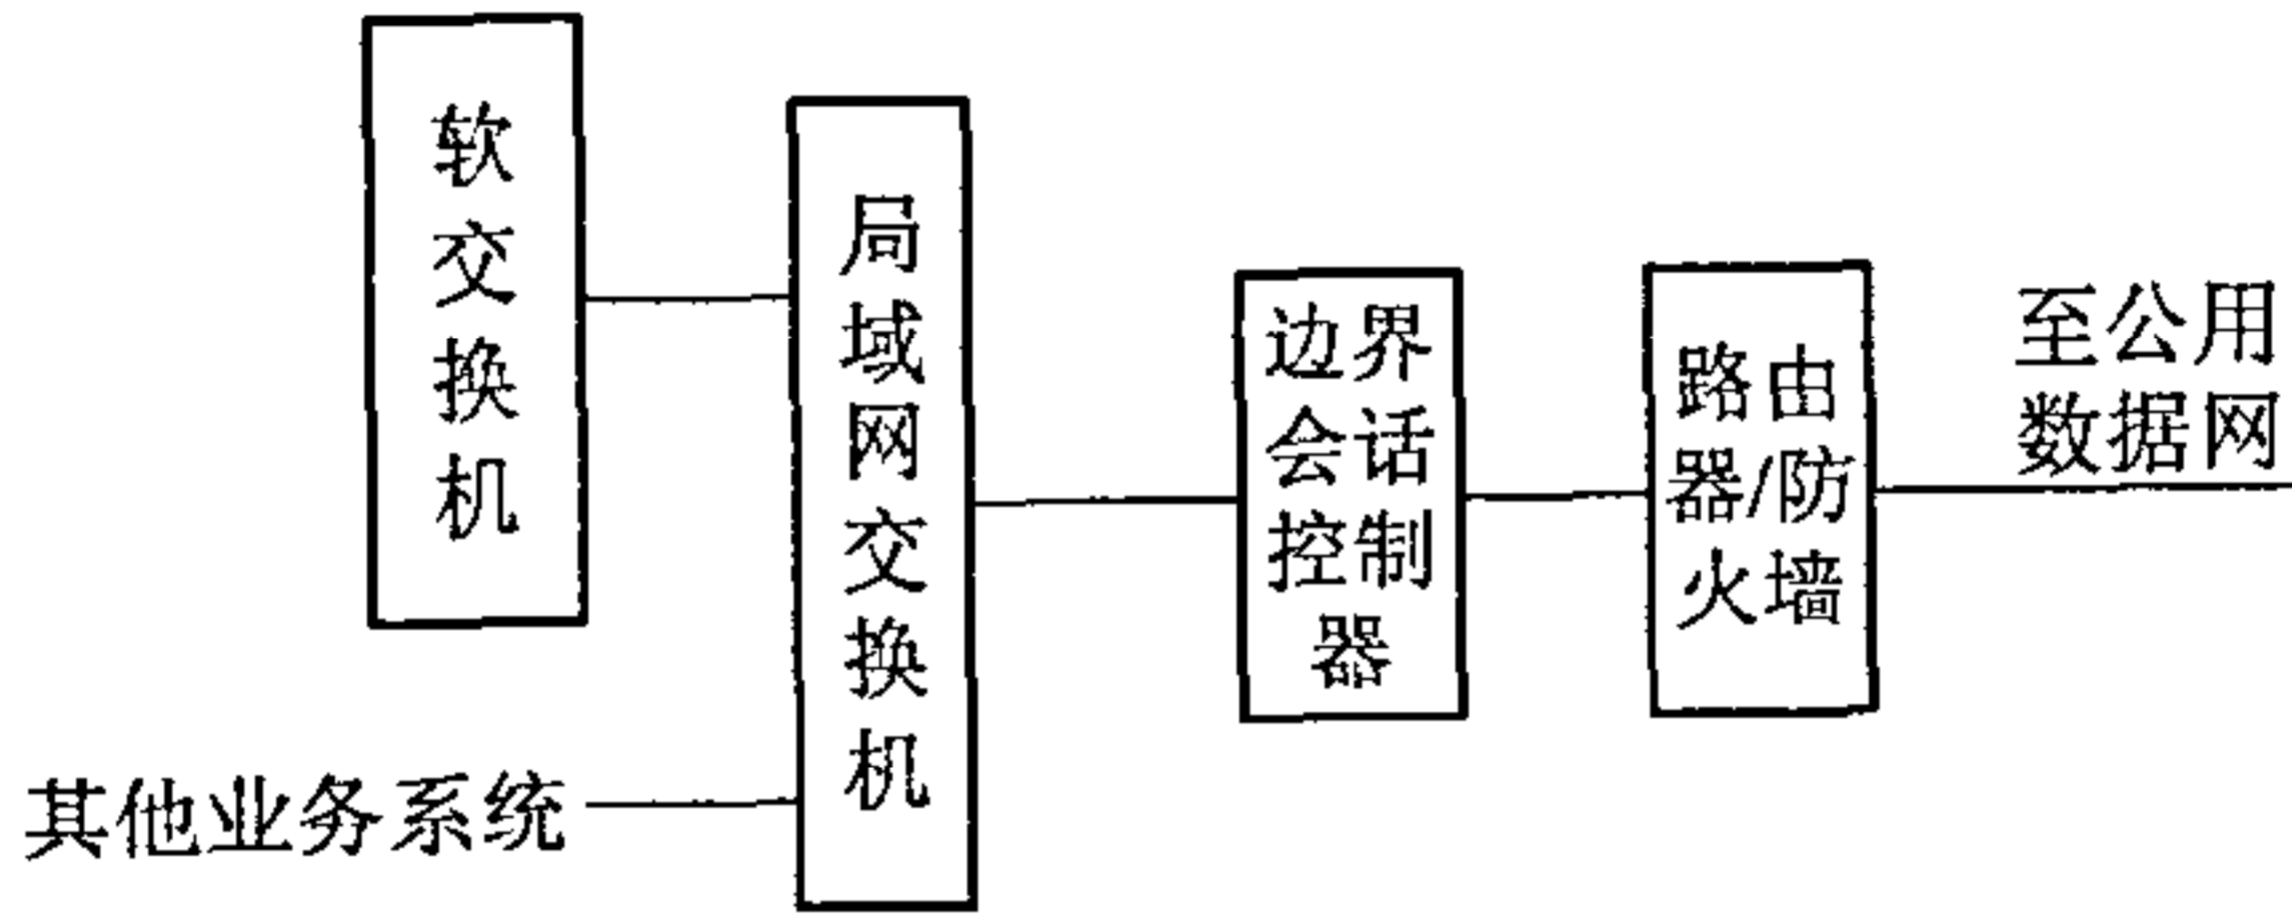 软
交
换
机
局
域
网
交
换
机
边界
会话
控制
器
路由
器/防
火墙
至公用
数据网
其他业务系统